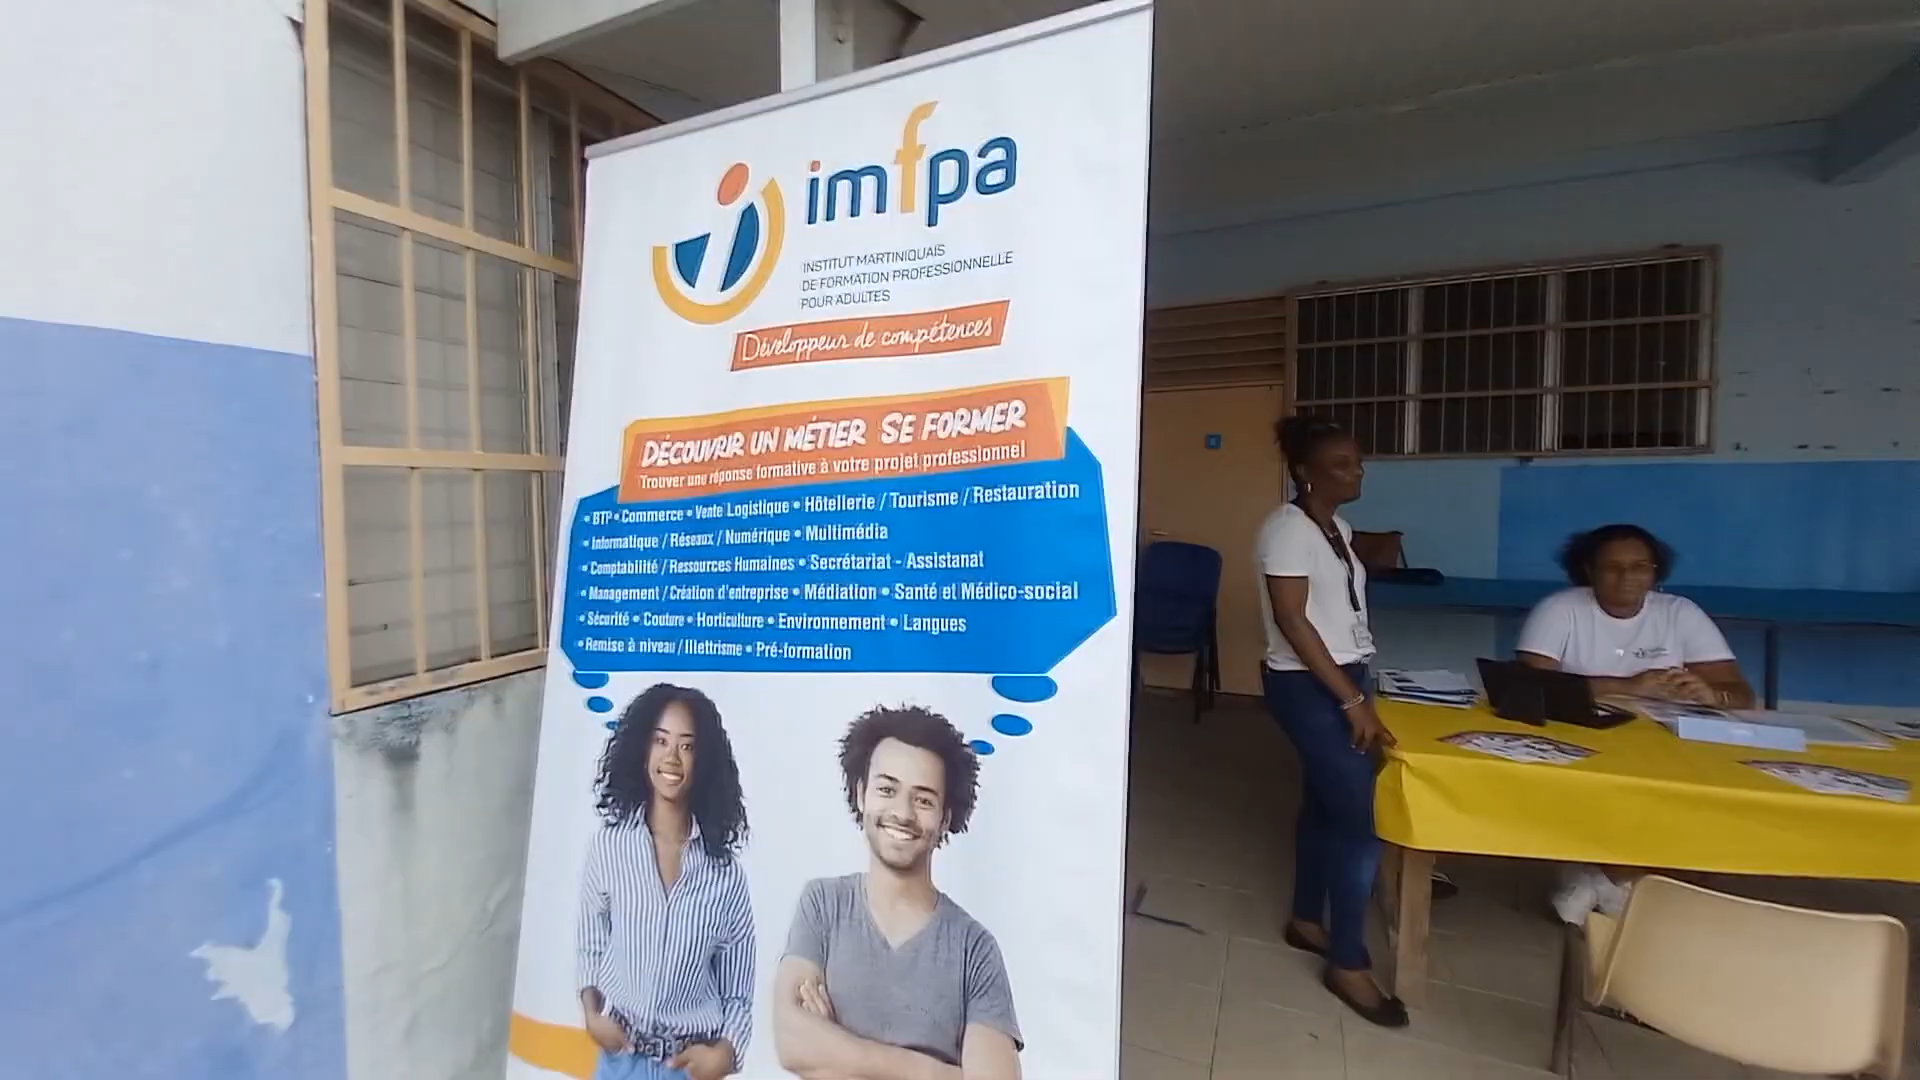 imfpa
INSTITUT MARTINIQUAIS
DE FORMATION PROFESSIONNELLE
POUR ADULTES
Développeur de compétences
DÉCOUVRIR UN MÉTIER SE FORMER
Trouver une réponse formative à votre projet professionnel
• BTP • Commerce • Vente Logistique • Hôtellerie / Tourisme / Restauration
• Informatique / Réseaux / Numérique • Multimédia
• Comptabilité / Ressources Humaines • Secrétariat - Assistanat
• Management / Création d'entreprise • Médiation • Santé et Médico-social
• Sécurité • Couture • Horticulture • Environnement • Langues
• Remise à niveau / Illettrisme • Pré-formation